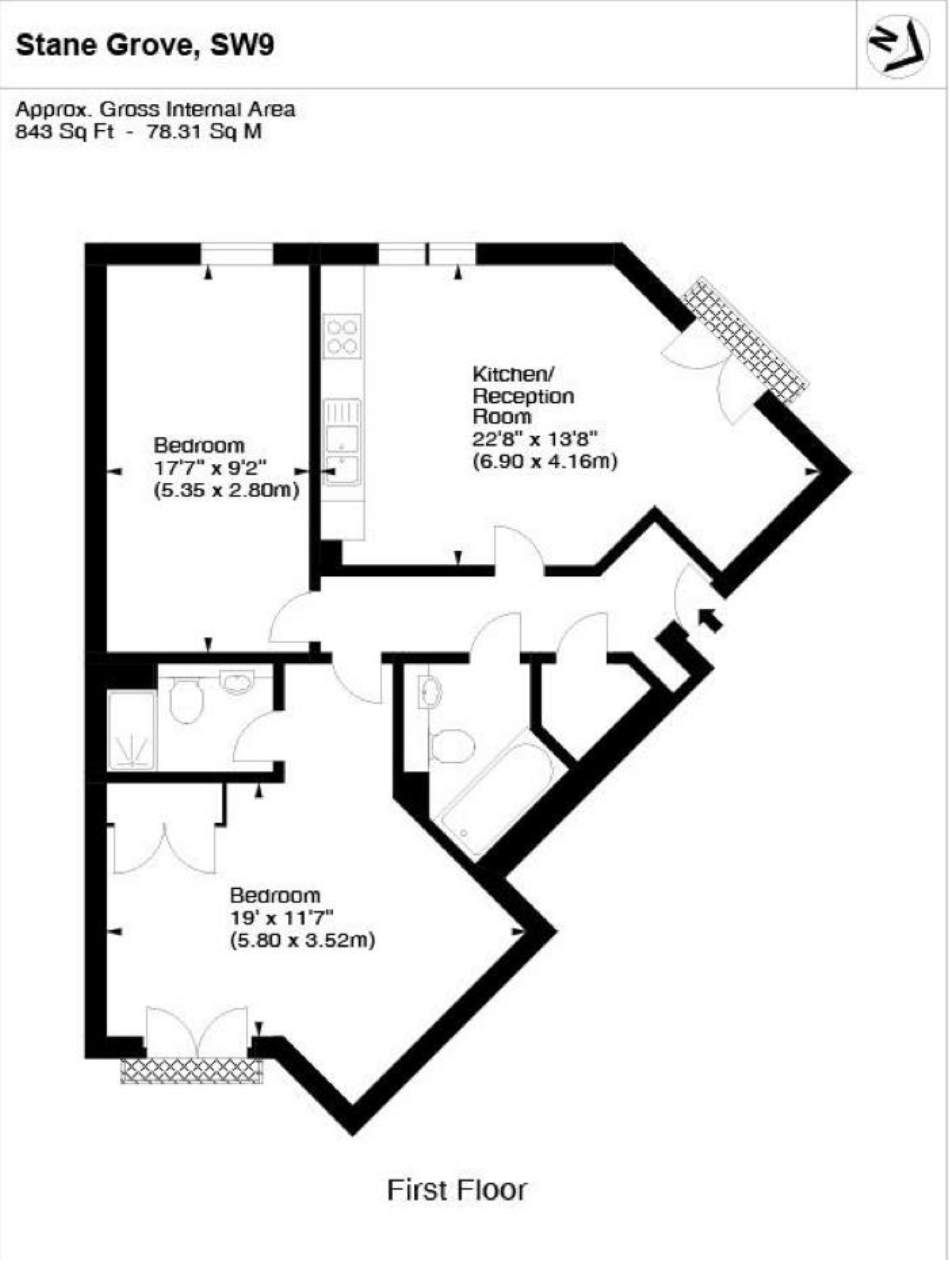 Stane Grove, SW9
N
Approx. Gross Internal Area
843 Sq Ft - 78.31 Sq M
Kitchen/
Reception
Room
22'8" x 13'8"
(6.90 x 4.16m)
Bedroom
17'7" x 9'2"
(5.35 x 2.80m)
Bedroom
19' x 11'7"
(5.80 x 3.52m)
First Floor